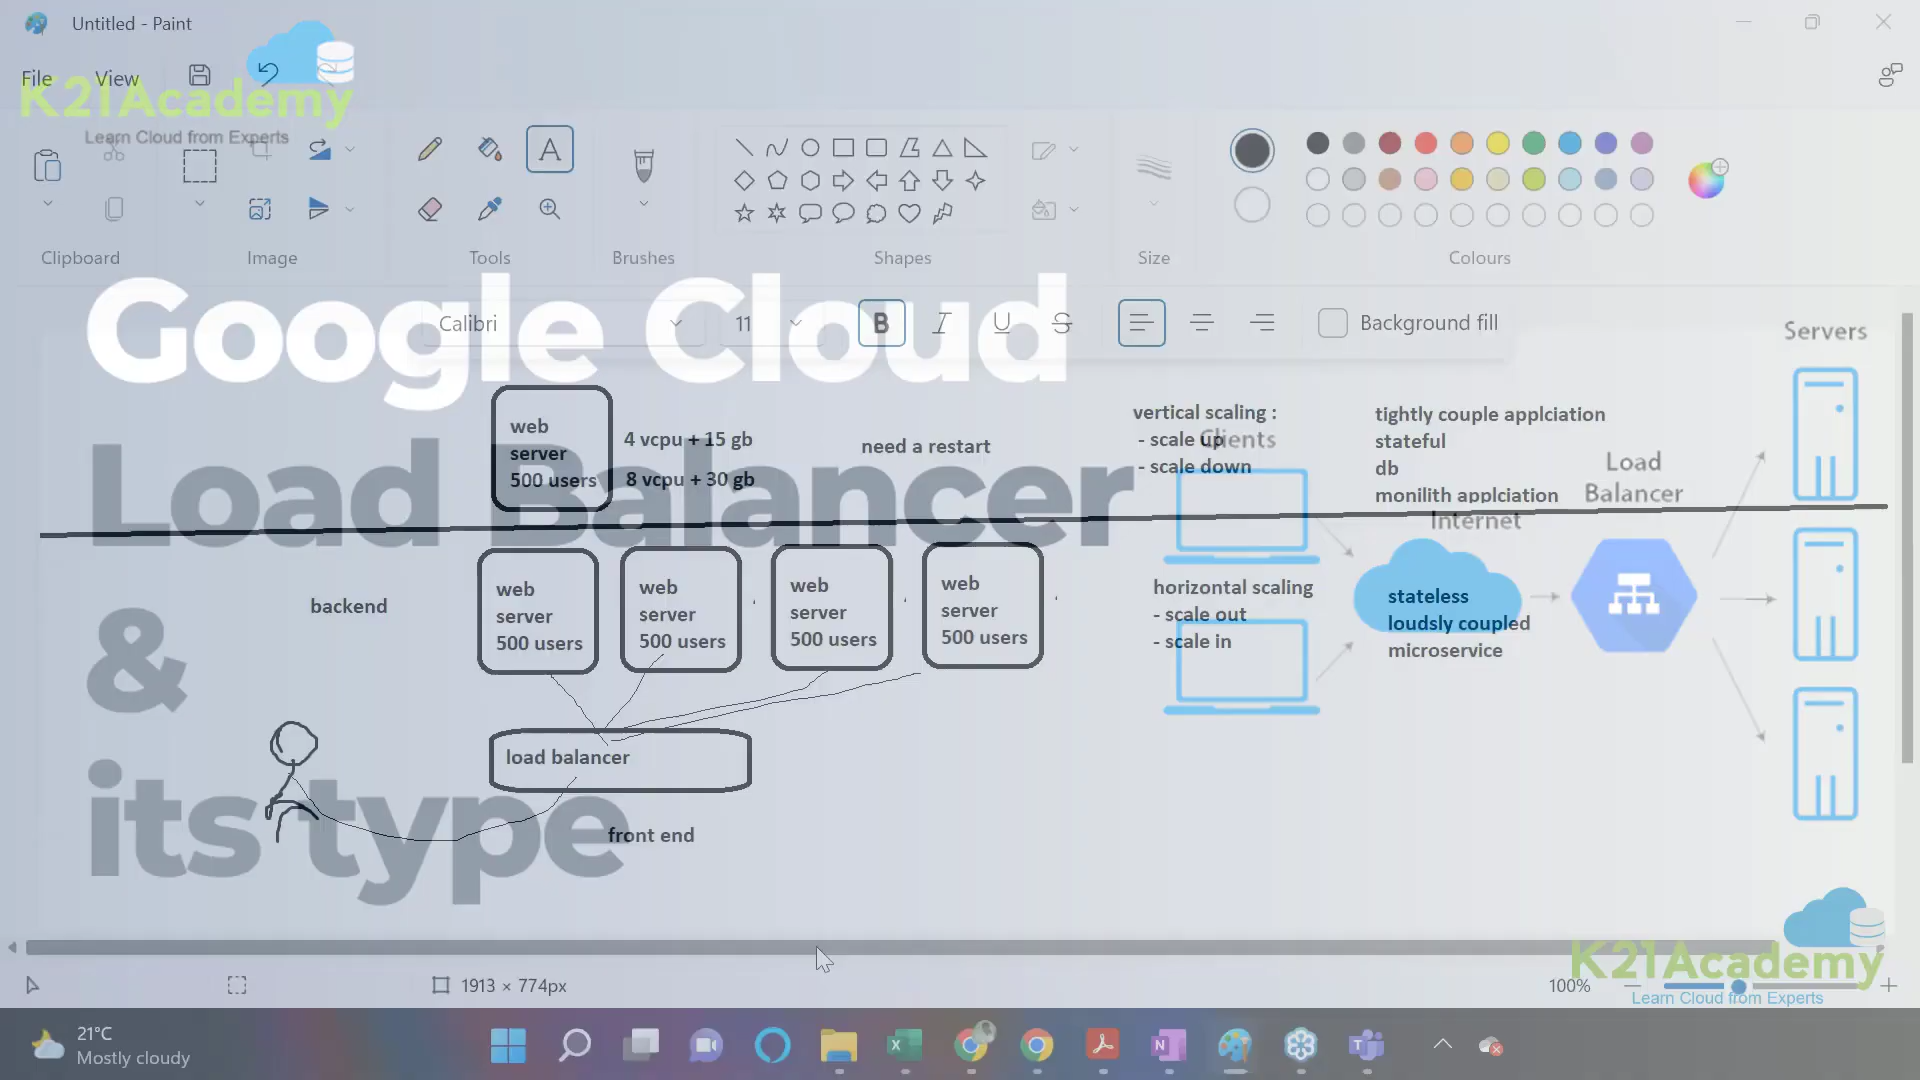 Untitled - Paint
File
View
K21Academy
Learn Cloud from Experts
Clipboard
Image
Tools
Brushes
Shapes
Size
Colours
Calibri
11
B
I
U
S
Background fill
Google Cloud
Load Balancer
&
its type
Servers
Clients
Internet
Load
Balancer
web
server
500 users
4 vcpu + 15 gb
8 vcpu + 30 gb
need a restart
vertical scaling :
- scale up
- scale down
tightly couple applciation
stateful
db
monilith applciation
backend
web
server
500 users
web
server
500 users
web
server
500 users
web
server
500 users
horizontal scaling
- scale out
- scale in
stateless
loudsly coupled
microservice
load balancer
front end
K21Academy
Learn Cloud from Experts
1913 × 774px
100%
21°C
Mostly cloudy